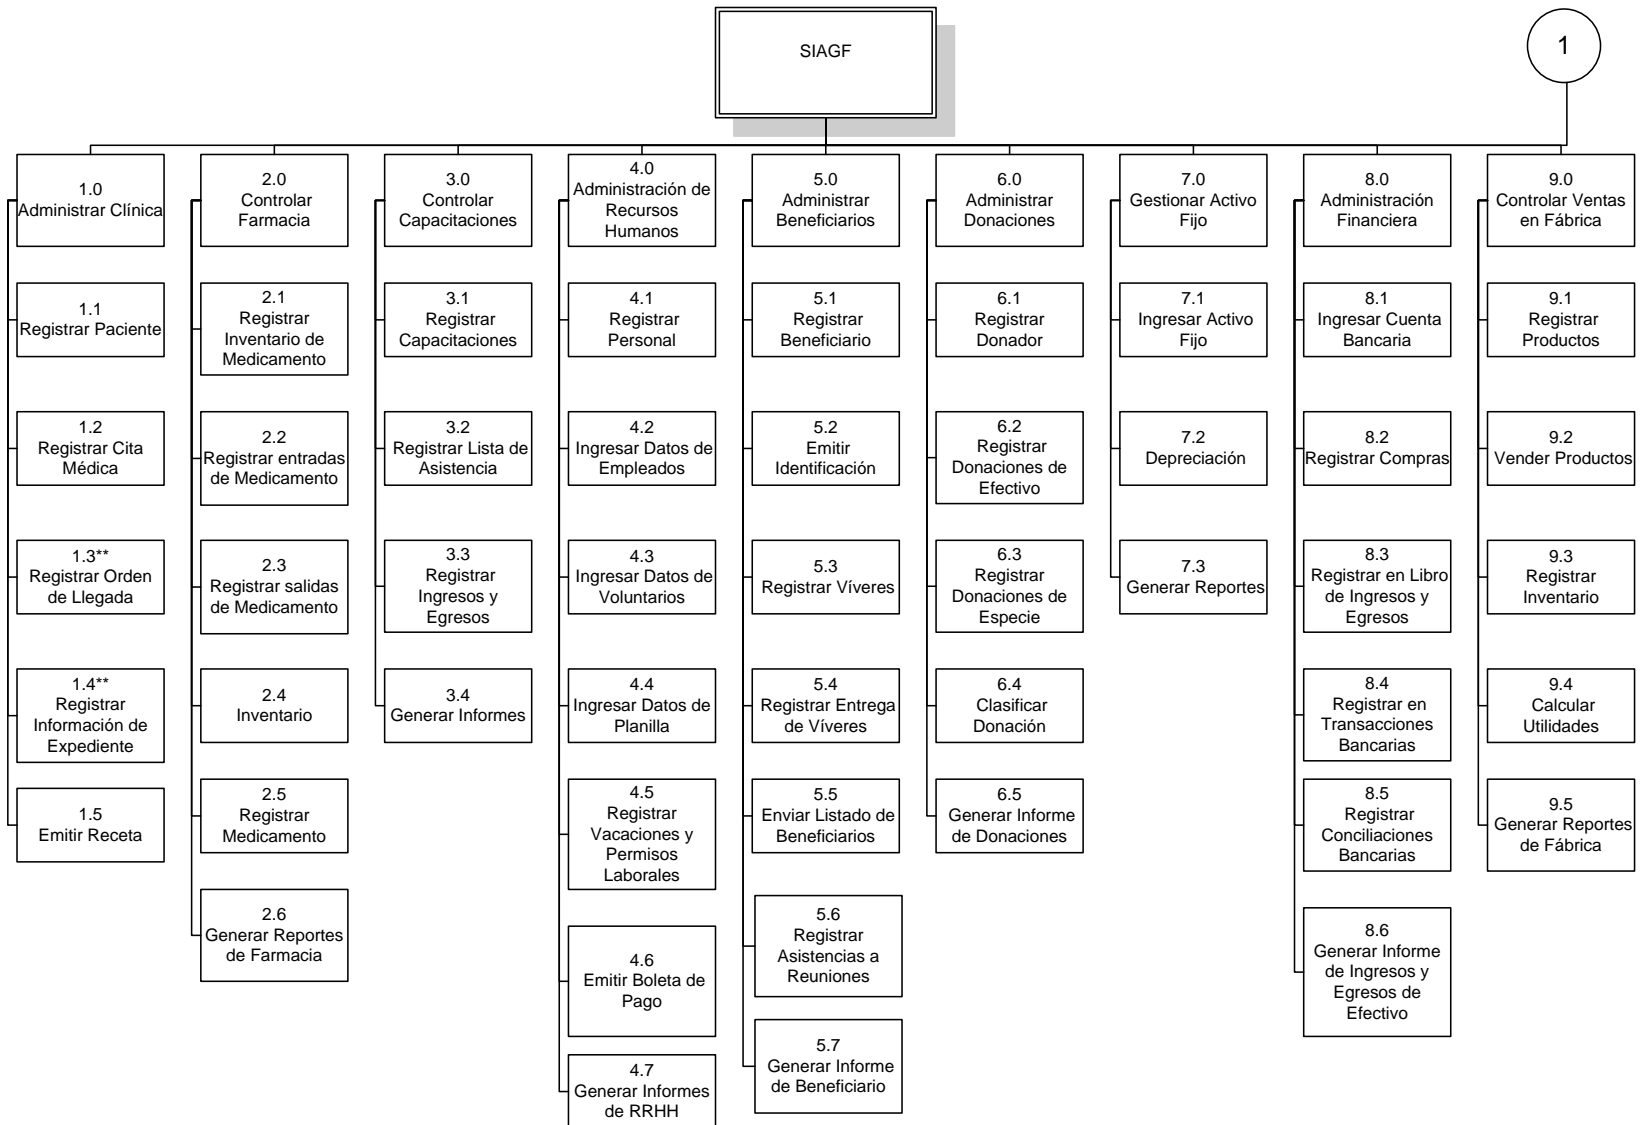 SIAGF
1
1.0
Administrar Clínica
1.1
Registrar Paciente
1.2
Registrar Cita
Médica
1.3**
Registrar Orden
de Llegada
1.4**
Registrar
Información de
Expediente
1.5
Emitir Receta
2.0
Controlar
Farmacia
2.1
Registrar
Inventario de
Medicamento
2.2
Registrar entradas
de Medicamento
2.3
Registrar salidas
de Medicamento
2.4
Inventario
2.5
Registrar
Medicamento
2.6
Generar Reportes
de Farmacia
3.0
Controlar
Capacitaciones
3.1
Registrar
Capacitaciones
3.2
Registrar Lista de
Asistencia
3.3
Registrar
Ingresos y
Egresos
3.4
Generar Informes
4.0
Administración de
Recursos
Humanos
4.1
Registrar
Personal
4.2
Ingresar Datos de
Empleados
4.3
Ingresar Datos de
Voluntarios
4.4
Ingresar Datos de
Planilla
4.5
Registrar
Vacaciones y
Permisos
Laborales
4.6
Emitir Boleta de
Pago
4.7
Generar Informes
de RRHH
5.0
Administrar
Beneficiarios
5.1
Registrar
Beneficiario
5.2
Emitir
Identificación
5.3
Registrar Víveres
5.4
Registrar Entrega
de Víveres
5.5
Enviar Listado de
Beneficiarios
5.6
Registrar
Asistencias a
Reuniones
5.7
Generar Informe
de Beneficiario
6.0
Administrar
Donaciones
6.1
Registrar
Donador
6.2
Registrar
Donaciones de
Efectivo
6.3
Registrar
Donaciones de
Especie
6.4
Clasificar
Donación
6.5
Generar Informe
de Donaciones
7.0
Gestionar Activo
Fijo
7.1
Ingresar Activo
Fijo
7.2
Depreciación
7.3
Generar Reportes
8.0
Administración
Financiera
8.1
Ingresar Cuenta
Bancaria
8.2
Registrar Compras
8.3
Registrar en Libro
de Ingresos y
Egresos
8.4
Registrar en
Transacciones
Bancarias
8.5
Registrar
Conciliaciones
Bancarias
8.6
Generar Informe
de Ingresos y
Egresos de
Efectivo
9.0
Controlar Ventas
en Fábrica
9.1
Registrar
Productos
9.2
Vender Productos
9.3
Registrar
Inventario
9.4
Calcular
Utilidades
9.5
Generar Reportes
de Fábrica